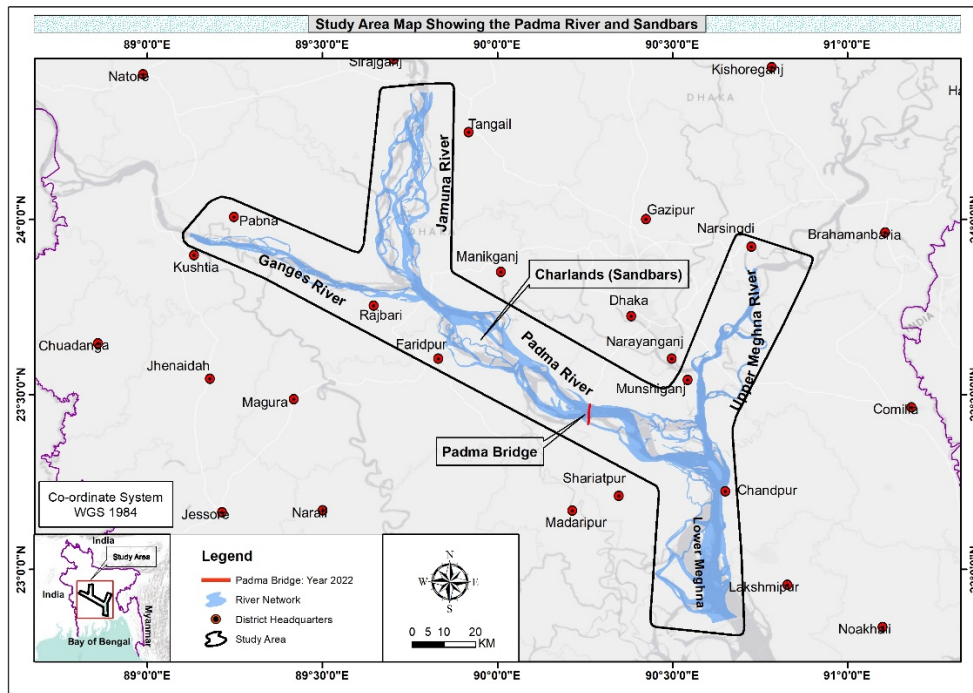 Study Area Map Showing the Padma River and Sandbars
89°0'0"E
89°30'0"E
90°0'0"E
90°30'0"E
91°0'0"E
Natore
Sirajganj
Kishoreganj
DHAKA
Tangail
Jamuna River
24°0'0"N
Pabna
DHAKA
Gazipur
Narsingdi
Brahamanbaria
24°0'0"N
Kushtia
Ganges River
Manikganj
Charlands (Sandbars)
Rajbari
Dhaka
INDIA
Chuadanga
Faridpur
Padma River
Narayanganj
Upper Meghna River
Jhenaidah
Munshiganj
23°30'0"N
Magura
Comilla
Padma Bridge
Shariatpur
Chandpur
Co-ordinate System
WGS 1984
Jessore
Narail
Madaripur
Lower Meghna
India
Study Area
India
Myanmar
Bay of Bengal
Legend
Padma Bridge: Year 2022
River Network
District Headquarters
Study Area
N
W
E
S
0
5
10
20
KM
23°0'0"N
Lakshmipur
Noakhali
89°0'0"E
89°30'0"E
90°0'0"E
90°30'0"E
91°0'0"E